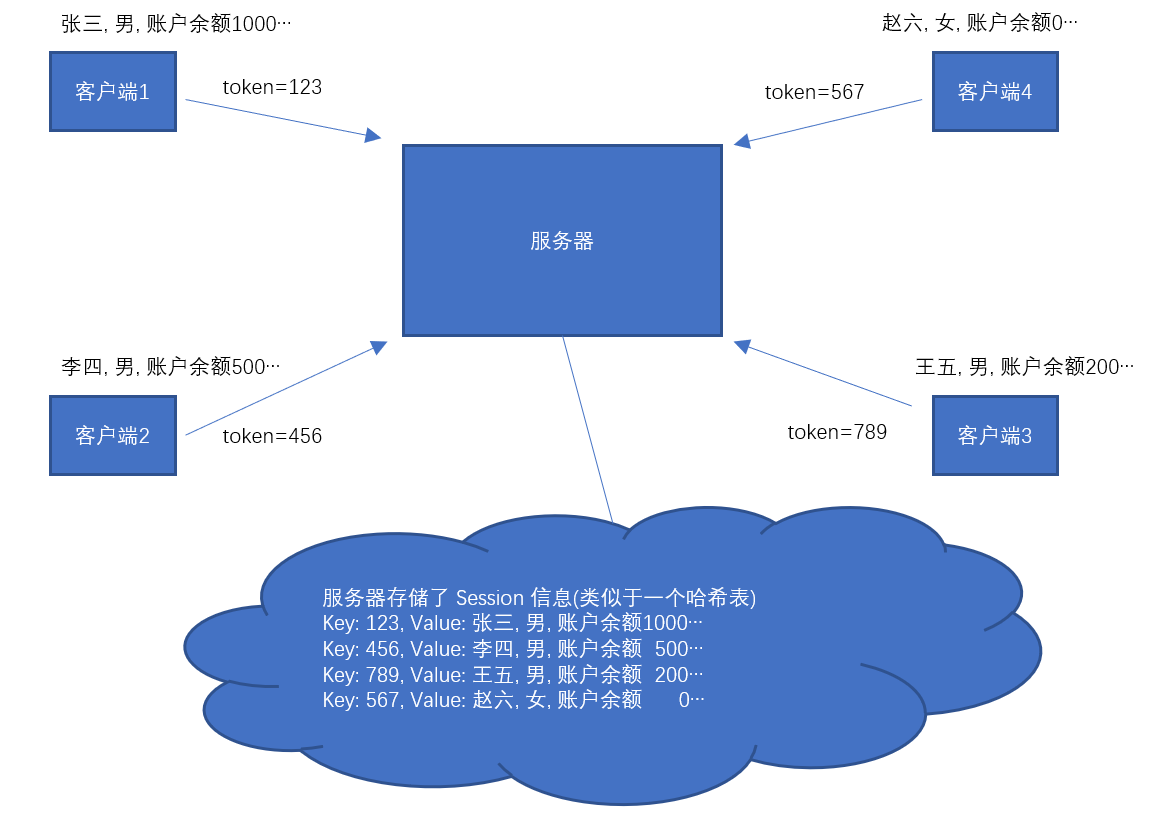 张三, 男, 账户余额1000…
赵六, 女, 账户余额0…
客户端1
token=123
token=567
客户端4
服务器
李四, 男, 账户余额500…
王五, 男, 账户余额200…
客户端2
token=456
token=789
客户端3
服务器存储了 Session 信息(类似于一个哈希表)
Key: 123, Value: 张三, 男, 账户余额1000…
Key: 456, Value: 李四, 男, 账户余额  500…
Key: 789, Value: 王五, 男, 账户余额  200…
Key: 567, Value: 赵六, 女, 账户余额      0…